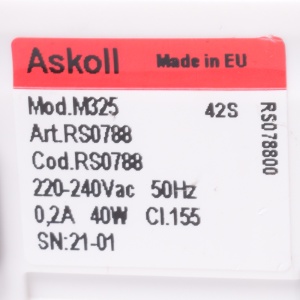 Askoll Made in EU
Mod.M325 42S
Art.RS0788
Cod.RS0788
220-240Vac 50Hz
0,2A 40W Cl.155
SN:21-01
RS078800